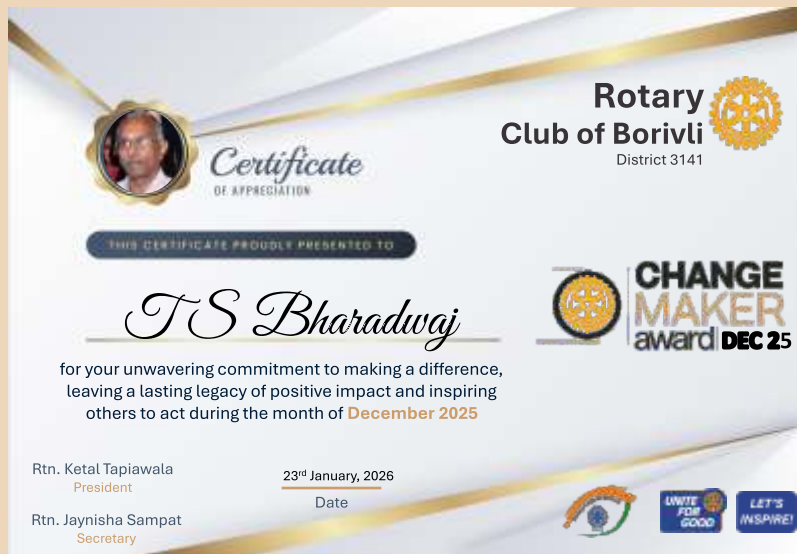 Rotary
Club of Borivli
District 3141
Certificate
OF APPRECIATION
THIS CERTIFICATE PROUDLY PRESENTED TO
T S Bharadwaj
CHANGE
MAKER
award DEC 25
for your unwavering commitment to making a difference,
leaving a lasting legacy of positive impact and inspiring
others to act during the month of December 2025
Rtn. Ketal Tapiawala
President
23rd January, 2026
Date
Rtn. Jaynisha Sampat
Secretary
UNITE
FOR
GOOD
LET'S
INSPIRE!